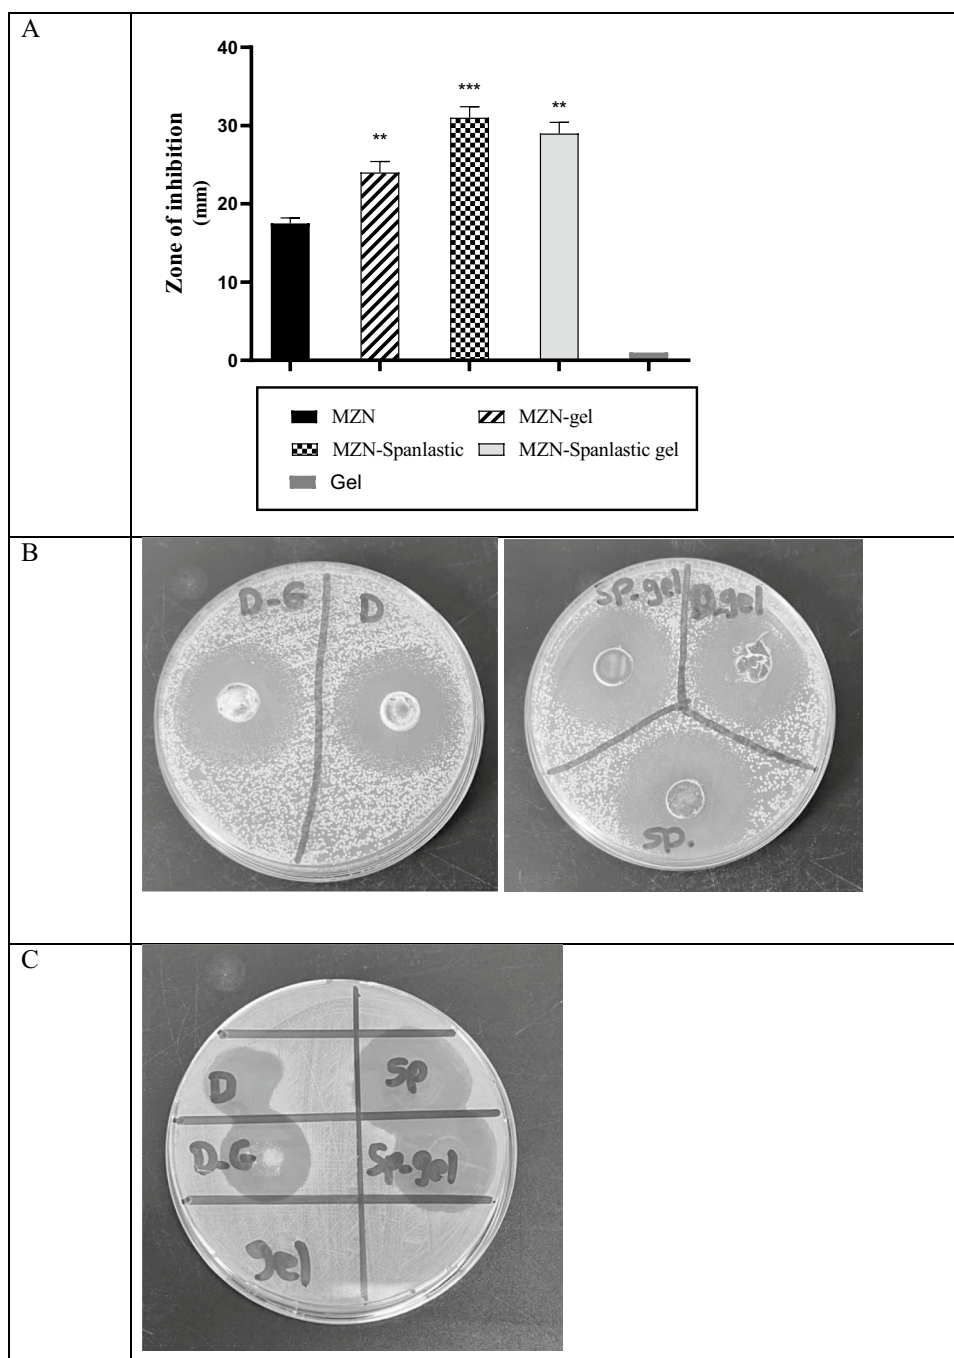 A
40
***
**
**
30
20
10
0
Zone of inhibition
(mm)
MZN
MZN-gel
MZN-Spanlastic
MZN-Spanlastic gel
Gel
B
D-G
D
Sp-gel
D-gel
Sp.
C
D
Sp
D-G
Sp-gel
gel